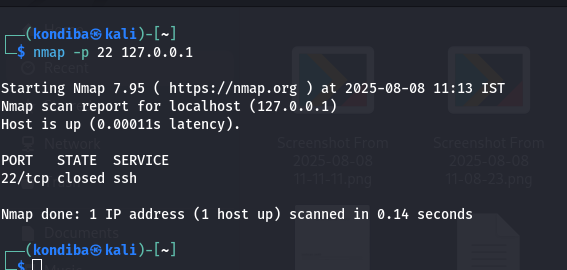 ┌──(kondiba㉿kali)-[~]
└─$ nmap -p 22 127.0.0.1
Starting Nmap 7.95 ( https://nmap.org ) at 2025-08-08 11:13 IST
Nmap scan report for localhost (127.0.0.1)
Host is up (0.00011s latency).
Network
Screenshot From
2025-08-08
11-11-11.png
Screenshot From
2025-08-08
11-08-23.png
PORT   STATE  SERVICE
22/tcp closed ssh
Nmap done: 1 IP address (1 host up) scanned in 0.14 seconds
Documents
┌──(kondiba㉿kali)-[~]
└─$